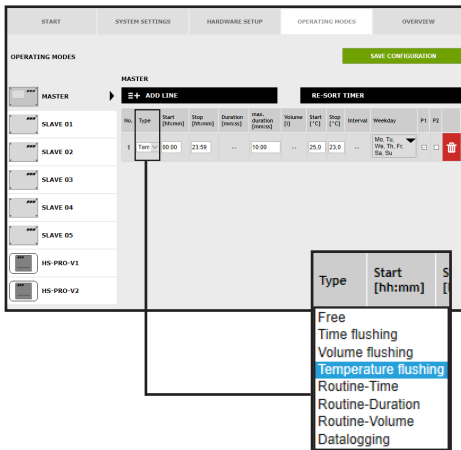 START SYSTEM SETTINGS HARDWARE SETUP OPERATING MODES OVERVIEW
OPERATING MODES SAVE CONFIGURATION
MASTER
MASTER
ADD LINE RE-SORT TIMER
SLAVE 01
SLAVE 02
SLAVE 03
SLAVE 04
SLAVE 05
HS-PRO-V1
HS-PRO-V2
No. Type Start [hh:mm] Stop [hh:mm] Duration [mm:ss] max. duration [mm:ss] Volume [l] Start [°C] Stop [°C] Interval Weekday P1 P2
1 Tem 00:00 23:59 -- 10:00 -- 25,0 23,0 -- Mo, Tu, We, Th, Fr, Sa, Su
Type Start S
[hh:mm] [
Free
Time flushing
Volume flushing
Temperature flushing
Routine-Time
Routine-Duration
Routine-Volume
Datalogging